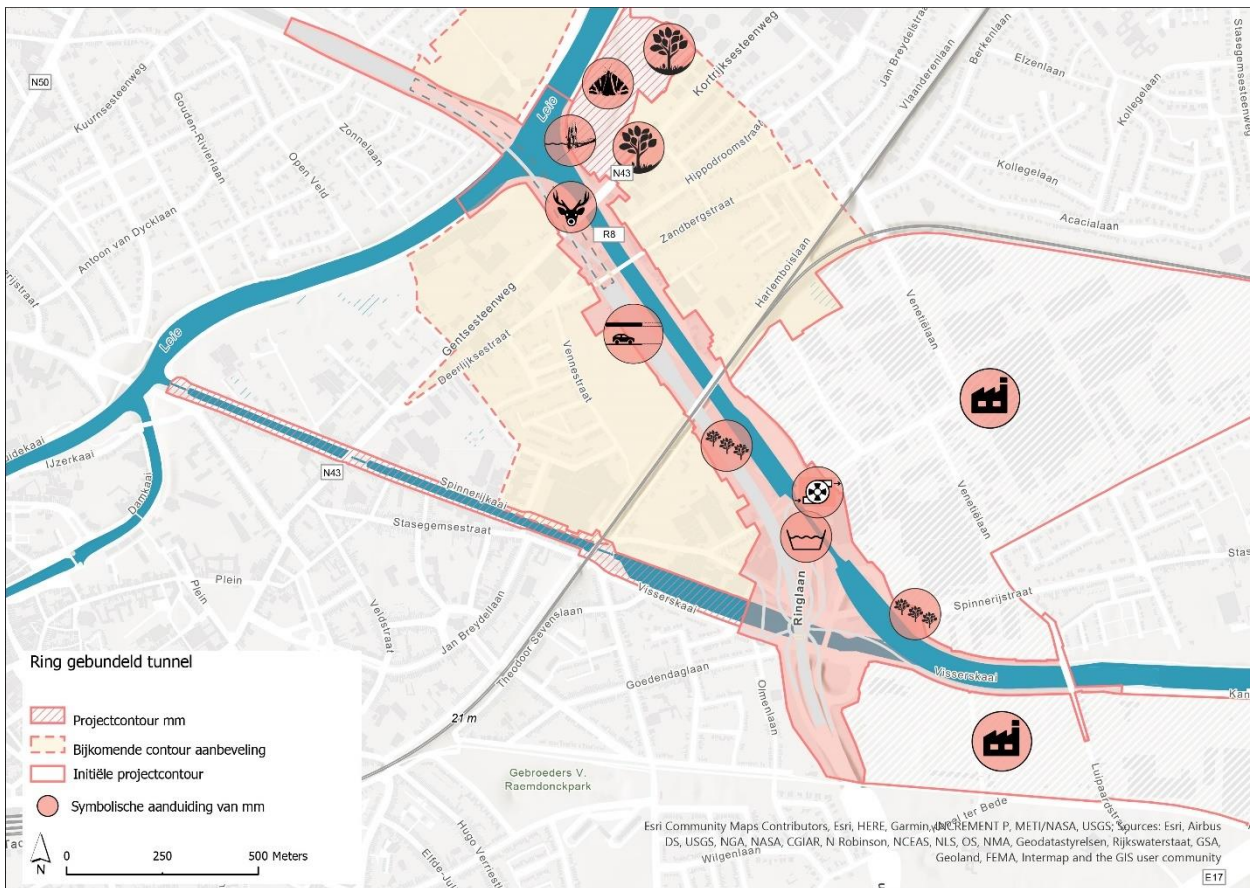 N50
Kuurnsesteenweg
Gouden-Rivierlaan
Zonnelaan
Open Veld
Antoon van Dycklaan
Leie
Kortrijksesteenweg
Jan Breydelstraat
Vlaanderenlaan
Berkenlaan
Elzenlaan
Kollegelaan
Stasegemsesteenweg
Kollegelaan
Acacialaan
Hippodroomstraat
N43
Zandbergstraat
R8
Harlemboislaan
Gentsesteenweg
Deerlijksestraat
Vennestraat
Venetiëlaan
Leie
IJzerkaai
Damkaai
N43
Spinnerijkaai
Stasegemsestraat
Plein
Plein
Veldstraat
Jan Breydellaan
Visserskaai
Theodoor Sevenslaan
Goedendaglaan
Olmenlaan
Ringlaan
Venetiëlaan
Spinnerijstraat
Visserskaai
Luipaardstraat
21 m
Gebroeders V.
Raemdonckpark
Hugo Verriest
Wilgenlaan
E17
Ring gebundeld tunnel
Projectcontour mm
Bijkomende contour aanbeveling
Initiële projectcontour
Symbolische aanduiding van mm
N
0 250 500 Meters
Esri Community Maps Contributors, Esri, HERE, Garmin, INCREMENT P, METI/NASA, USGS; Sources: Esri, Airbus
DS, USGS, NGA, NASA, CGIAR, N Robinson, NCEAS, NLS, OS, NMA, Geodatastyrelsen, Rijkswaterstaat, GSA,
Geoland, FEMA, Intermap and the GIS user community